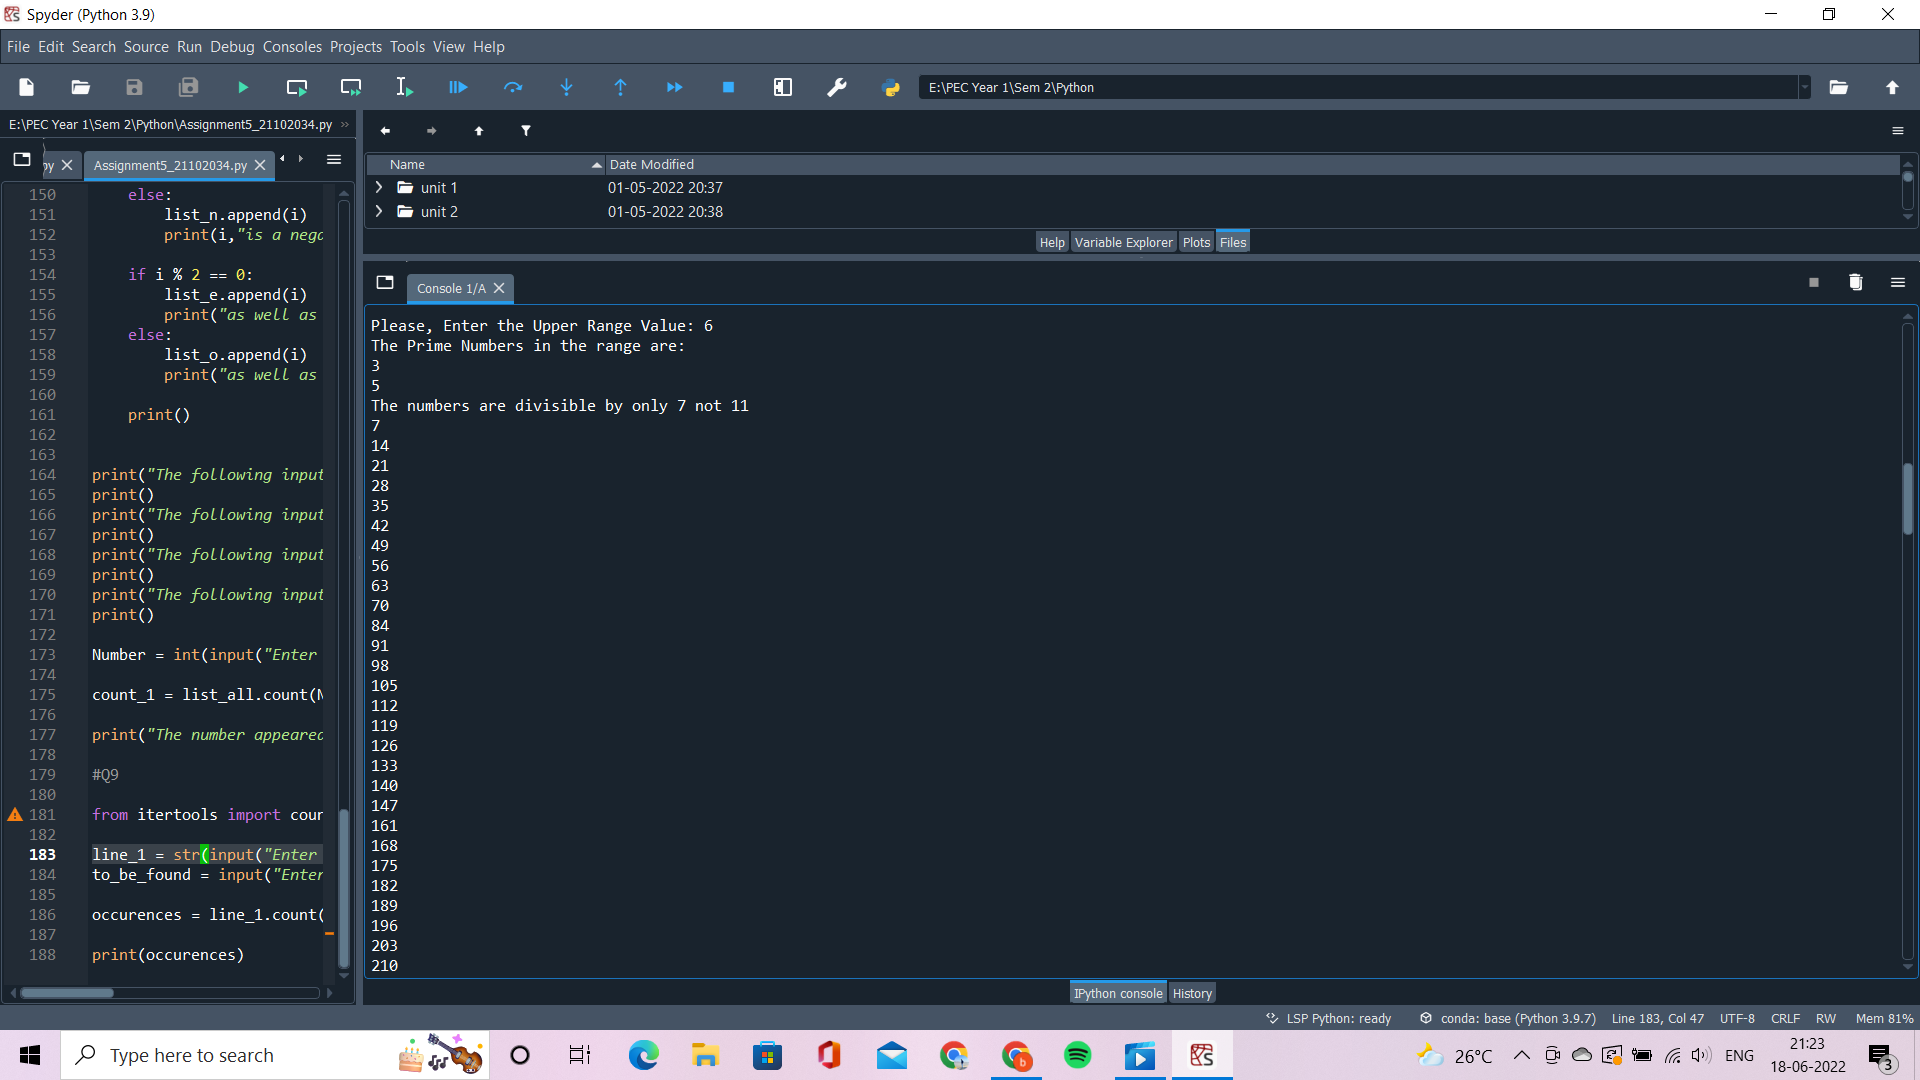 Spyder (Python 3.9)
File Edit Search Source Run Debug Consoles Projects Tools View Help
E:\PEC Year 1\Sem 2\Python
E:\PEC Year 1\Sem 2\Python\Assignment5_21102034.py
py Assignment5_21102034.py
150 else:
151 list_n.append(i)
152 print(i,"is a nega
153
154 if i % 2 == 0:
155 list_e.append(i)
156 print("as well as
157 else:
158 list_o.append(i)
159 print("as well as
160
161 print()
162
163
164 print("The following input
165 print()
166 print("The following input
167 print()
168 print("The following input
169 print()
170 print("The following input
171 print()
172
173 Number = int(input("Enter
174
175 count_1 = list_all.count(N
176
177 print("The number appeared
178
179 #Q9
180
181 from itertools import coun
182
183 line_1 = str(input("Enter
184 to_be_found = input("Enter
185
186 occurences = line_1.count(
187
188 print(occurences)
Name Date Modified
unit 1 01-05-2022 20:37
unit 2 01-05-2022 20:38
Help Variable Explorer Plots Files
Console 1/A
Please, Enter the Upper Range Value: 6
The Prime Numbers in the range are:
3
5
The numbers are divisible by only 7 not 11
7
14
21
28
35
42
49
56
63
70
84
91
98
105
112
119
126
133
140
147
161
168
175
182
189
196
203
210
IPython console History
LSP Python: ready conda: base (Python 3.9.7) Line 183, Col 47 UTF-8 CRLF RW Mem 81%
Type here to search
26°C ENG
21:23
18-06-2022
3